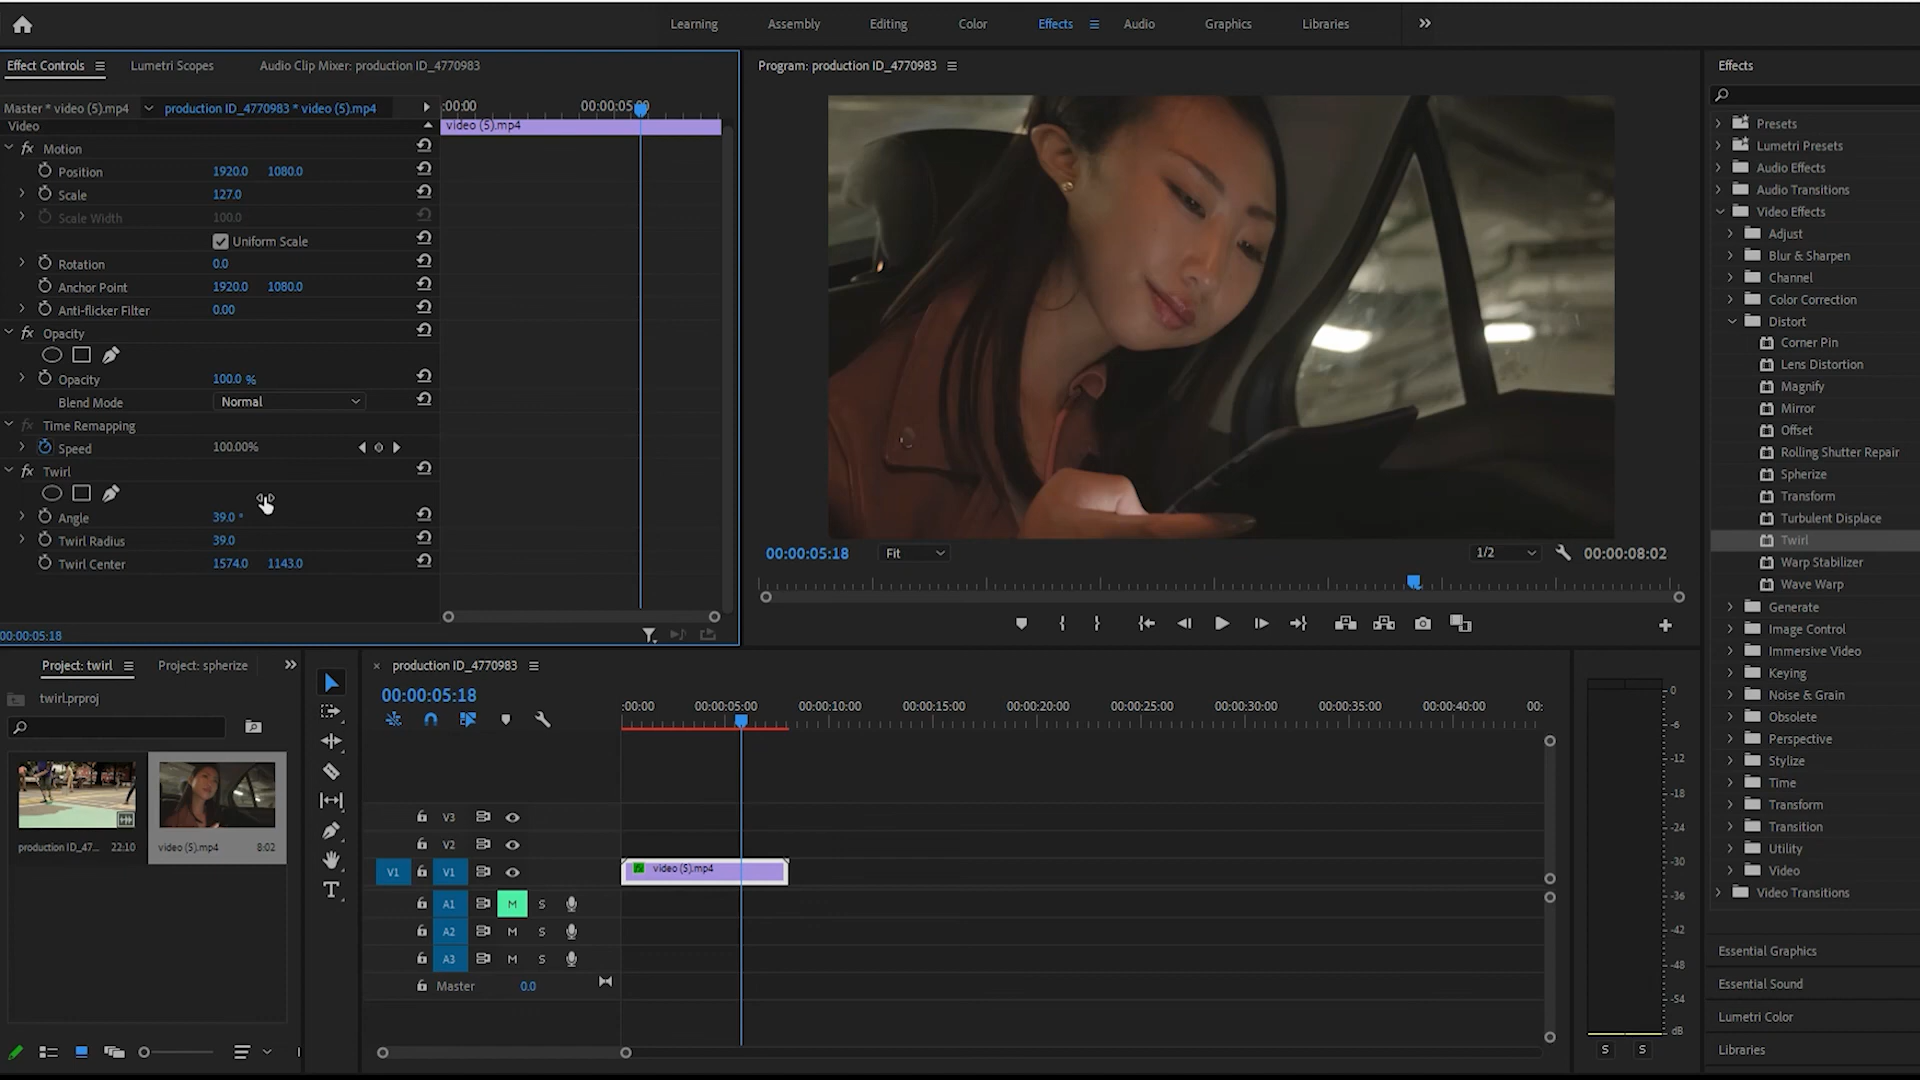 Learning Assembly Editing Color Effects Audio Graphics Libraries
Effect Controls Lumetri Scopes Audio Clip Mixer: production ID_4770983
Master * video (5).mp4 production ID_4770983 * video (5).mp4
:00:00 00:00:05:00
Video
video (5).mp4
fx Motion
Position 1920.0 1080.0
Scale 127.0
Scale Width 100.0
Uniform Scale
Rotation 0.0
Anchor Point 1920.0 1080.0
Anti-flicker Filter 0.00
fx Opacity
Opacity 100.0 %
Blend Mode Normal
fx Time Remapping
Speed 100.00%
fx Twirl
Angle 39.0 °
Twirl Radius 39.0
Twirl Center 1574.0 1143.0
00:00:05:18
Program: production ID_4770983
00:00:05:18 Fit 1/2 00:00:08:02
Effects
Presets
Lumetri Presets
Audio Effects
Audio Transitions
Video Effects
Adjust
Blur & Sharpen
Channel
Color Correction
Distort
Corner Pin
Lens Distortion
Magnify
Mirror
Offset
Rolling Shutter Repair
Spherize
Transform
Turbulent Displace
Twirl
Warp Stabilizer
Wave Warp
Generate
Image Control
Immersive Video
Keying
Noise & Grain
Obsolete
Perspective
Stylize
Time
Transform
Transition
Utility
Video
Video Transitions
Essential Graphics
Essential Sound
Lumetri Color
Libraries
Project: twirl Project: spherize
twirl.prproj
production ID_47... 22:10
video (5).mp4 8:02
production ID_4770983
00:00:05:18
:00:00 00:00:05:00 00:00:10:00 00:00:15:00 00:00:20:00 00:00:25:00 00:00:30:00 00:00:35:00 00:00:40:00 00:
V3
V2
V1 V1
video (5).mp4
A1 M S
A2 M S
A3 M S
Master 0.0
0
-6
-12
-18
-24
-30
-36
-42
-48
-54
dB
S S